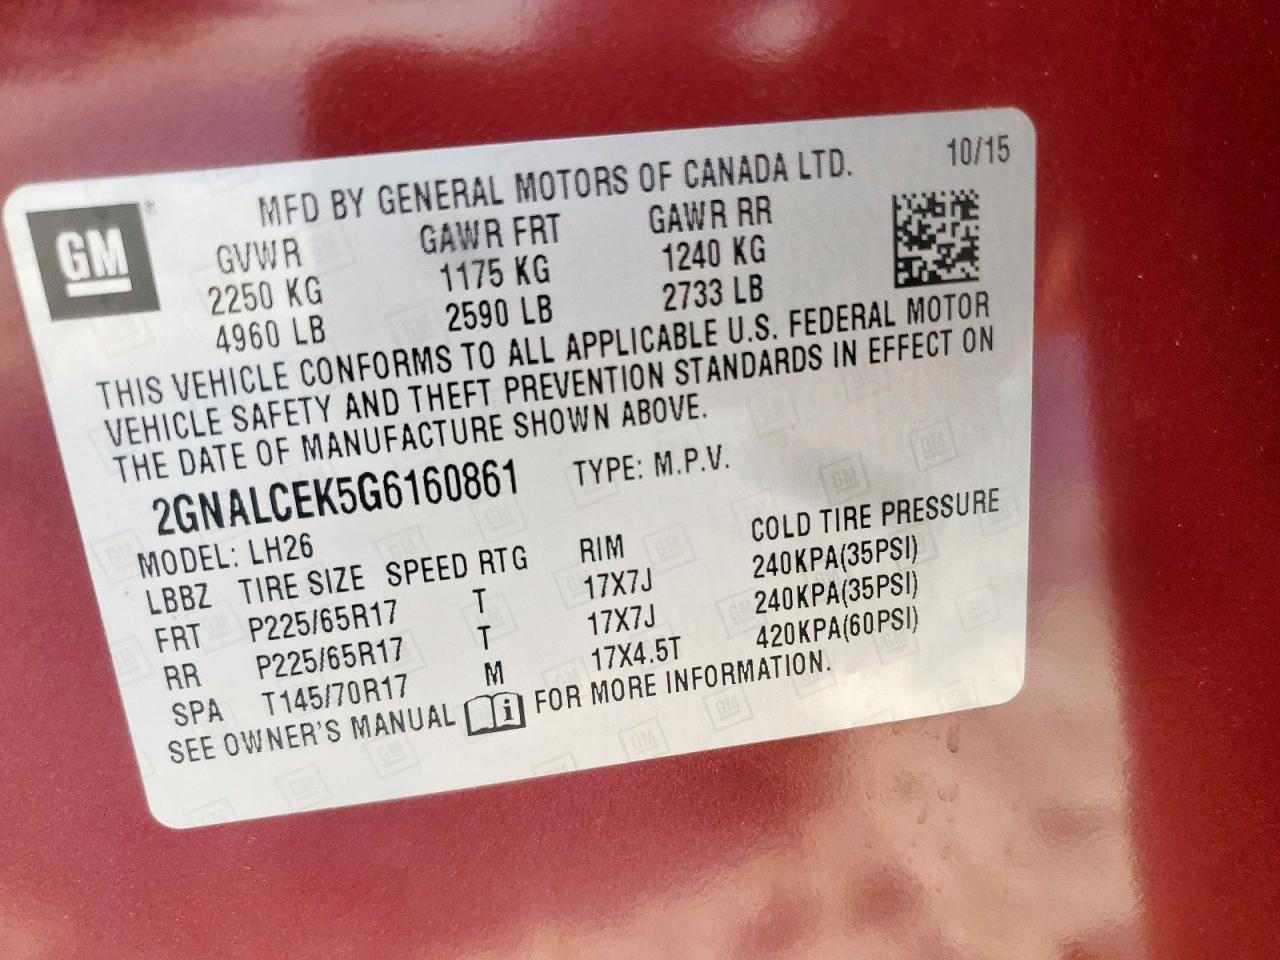 GM ®
MFD BY GENERAL MOTORS OF CANADA LTD. 10/15
GVWR GAWR FRT GAWR RR
2250 KG 1175 KG 1240 KG
4960 LB 2590 LB 2733 LB
THIS VEHICLE CONFORMS TO ALL APPLICABLE U.S. FEDERAL MOTOR
VEHICLE SAFETY AND THEFT PREVENTION STANDARDS IN EFFECT ON
THE DATE OF MANUFACTURE SHOWN ABOVE.
2GNALCEK5G6160861 TYPE: M.P.V.
MODEL: LH26
LBBZ TIRE SIZE SPEED RTG RIM COLD TIRE PRESSURE
FRT P225/65R17 T 17X7J 240KPA(35PSI)
RR P225/65R17 T 17X7J 240KPA(35PSI)
SPA T145/70R17 M 17X4.5T 420KPA(60PSI)
SEE OWNER'S MANUAL i FOR MORE INFORMATION.